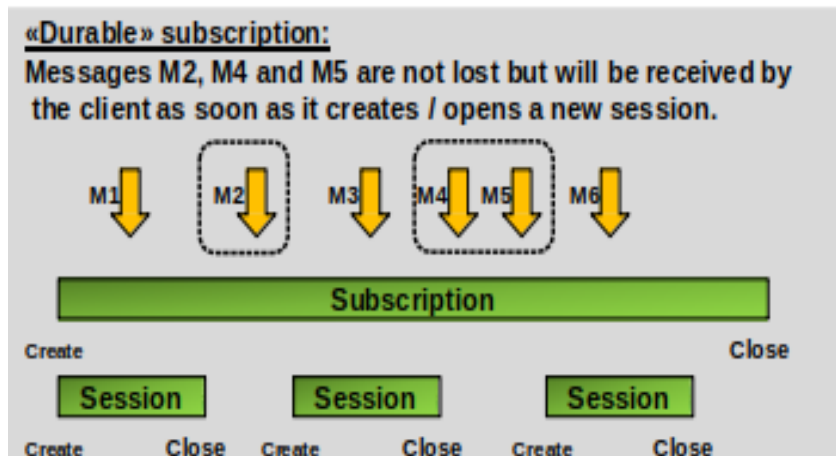 «Durable» subscription:
Messages M2, M4 and M5 are not lost but will be received by
the client as soon as it creates / opens a new session.
M1 M2 M3 M4 M5 M6
Subscription
Create Close
Session Session Session
Create Close Create Close Create Close